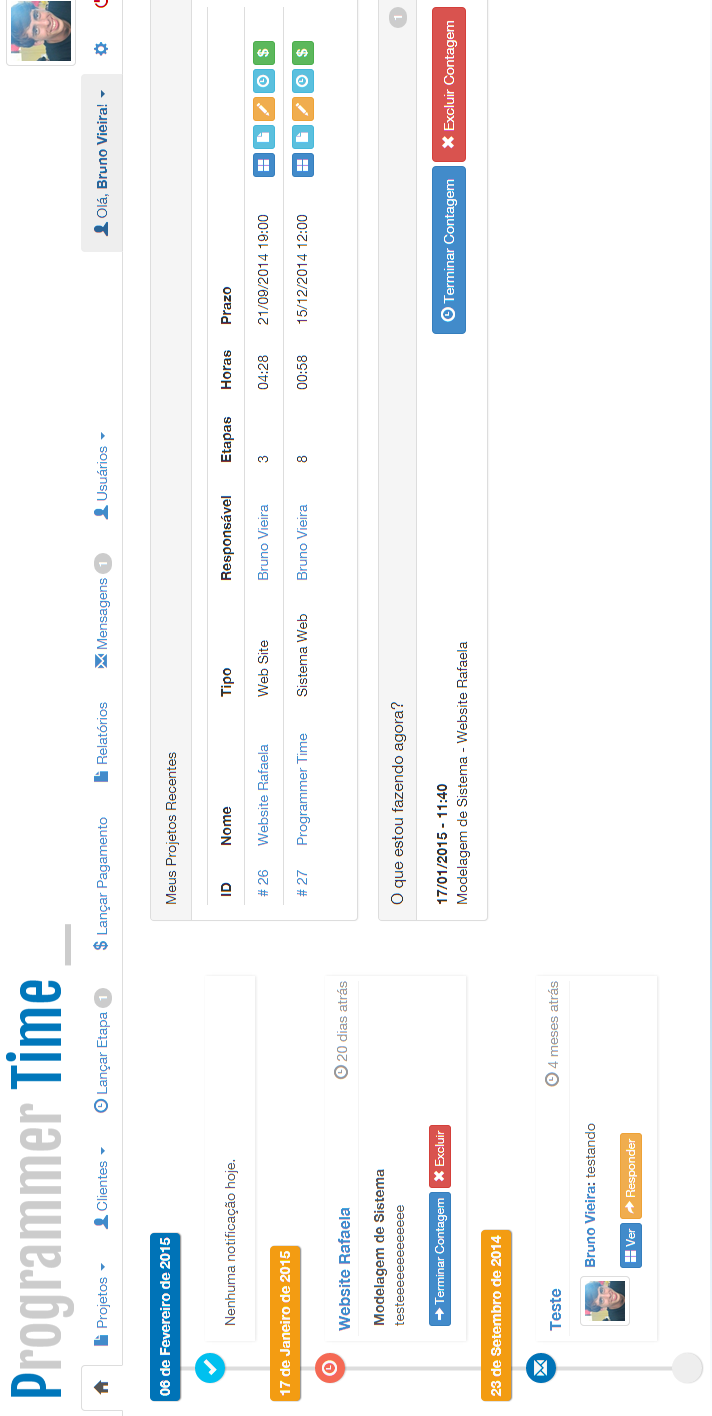 Programmer Time _
Projetos
Clientes
Lançar Etapa 1
$ Lançar Pagamento
Relatórios
Mensagens 1
Usuários
Olá, Bruno Vieira!
06 de Fevereiro de 2015
Nenhuma notificação hoje.
17 de Janeiro de 2015
Website Rafaela
20 dias atrás
Modelagem de Sistema
testeeeeeeeeeeeeeee
Terminar Contagem
Excluir
23 de Setembro de 2014
Teste
4 meses atrás
Bruno Vieira: testando
Ver
Responder
Meus Projetos Recentes
ID Nome Tipo Responsável Etapas Horas Prazo
# 26 Website Rafaela Web Site Bruno Vieira 3 04:28 21/09/2014 19:00 $
# 27 Programmer Time Sistema Web Bruno Vieira 8 00:58 15/12/2014 12:00 $
O que estou fazendo agora? 1
17/01/2015 - 11:40
Modelagem de Sistema - Website Rafaela
Terminar Contagem
Excluir Contagem